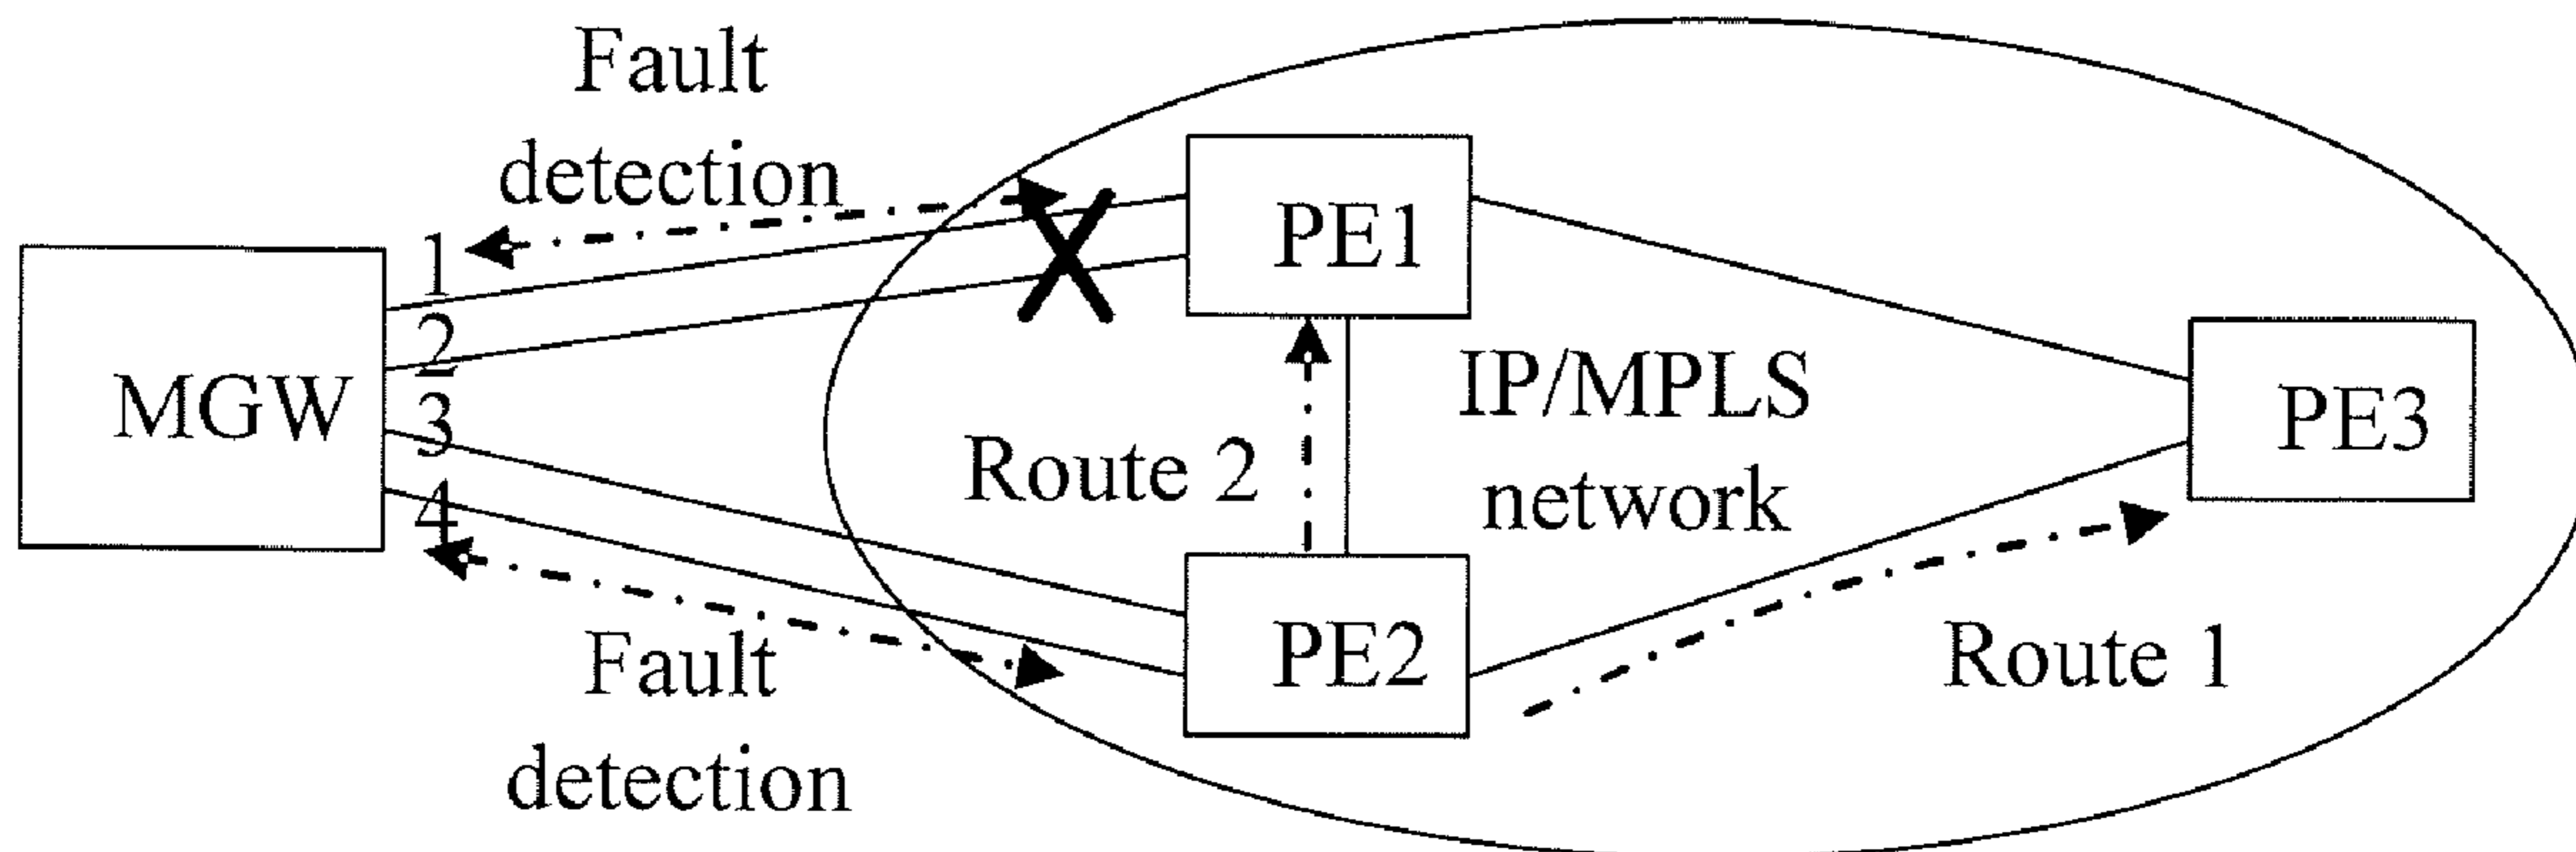 Fault
detection
1
2
3
4
MGW
PE1
IP/MPLS
network
Route 2
PE2
PE3
Route 1
Fault
detection